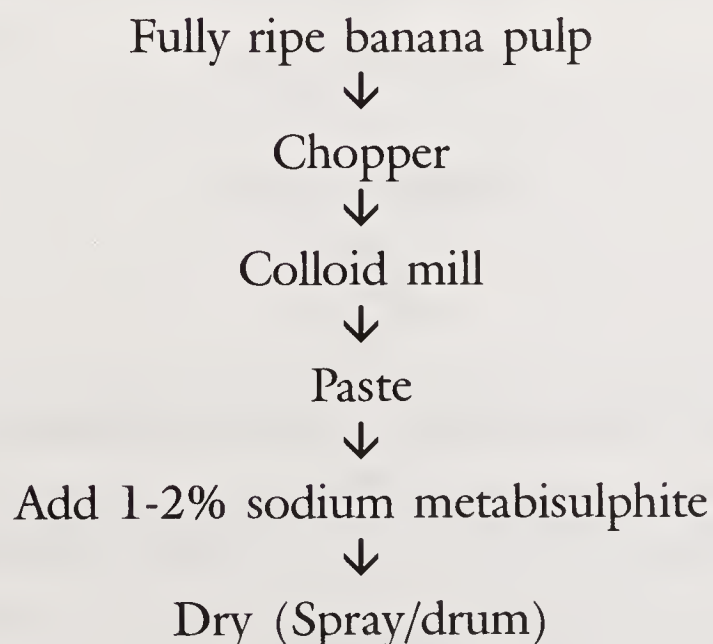 Fully ripe banana pulp
↓
Chopper
↓
Colloid mill
↓
Paste
↓
Add 1-2% sodium metabisulphite
↓
Dry (Spray/drum)